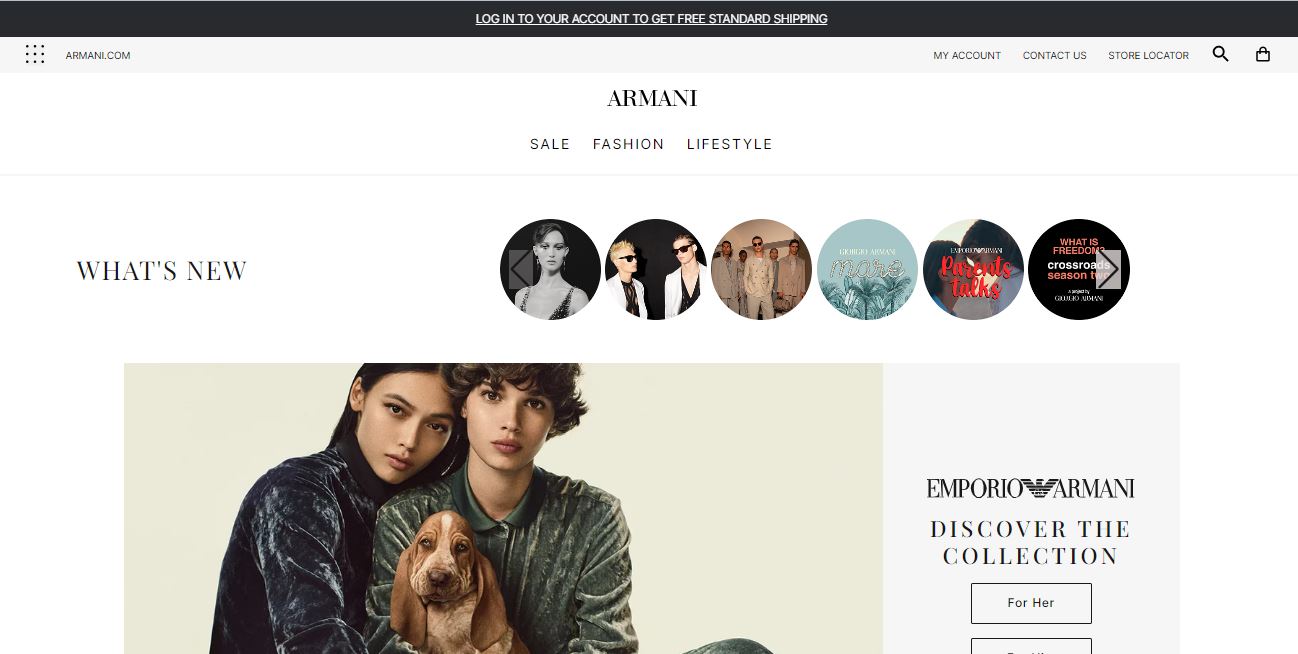 LOG IN TO YOUR ACCOUNT TO GET FREE STANDARD SHIPPING
ARMANI.COM
MY ACCOUNT
CONTACT US
STORE LOCATOR
ARMANI
SALE
FASHION
LIFESTYLE
WHAT'S NEW
GIORGIO ARMANI
mare
EMPORIO ARMANI
Parents
talks
WHAT IS
FREEDOM?
crossroads
season two
a project by
GIORGIO ARMANI
EMPORIO ARMANI
DISCOVER THE
COLLECTION
For Her